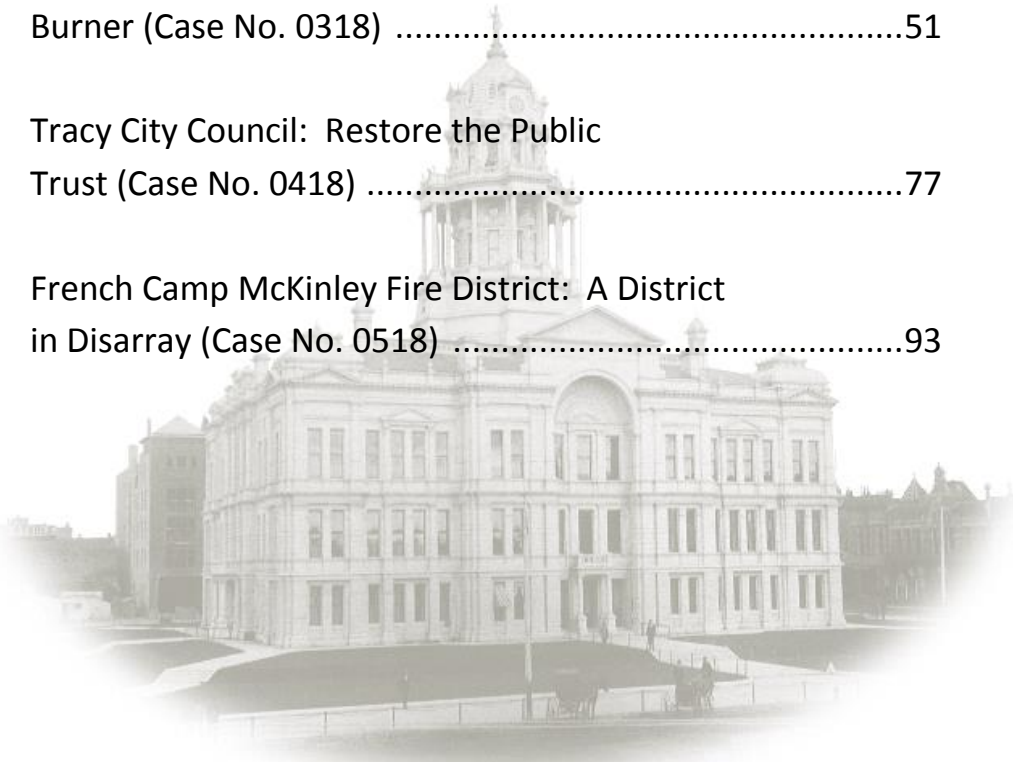 Burner (Case No. 0318) .....................................................51
Tracy City Council:  Restore the Public
Trust (Case No. 0418) ........................................................77
French Camp McKinley Fire District:  A District
in Disarray (Case No. 0518) ...............................................93